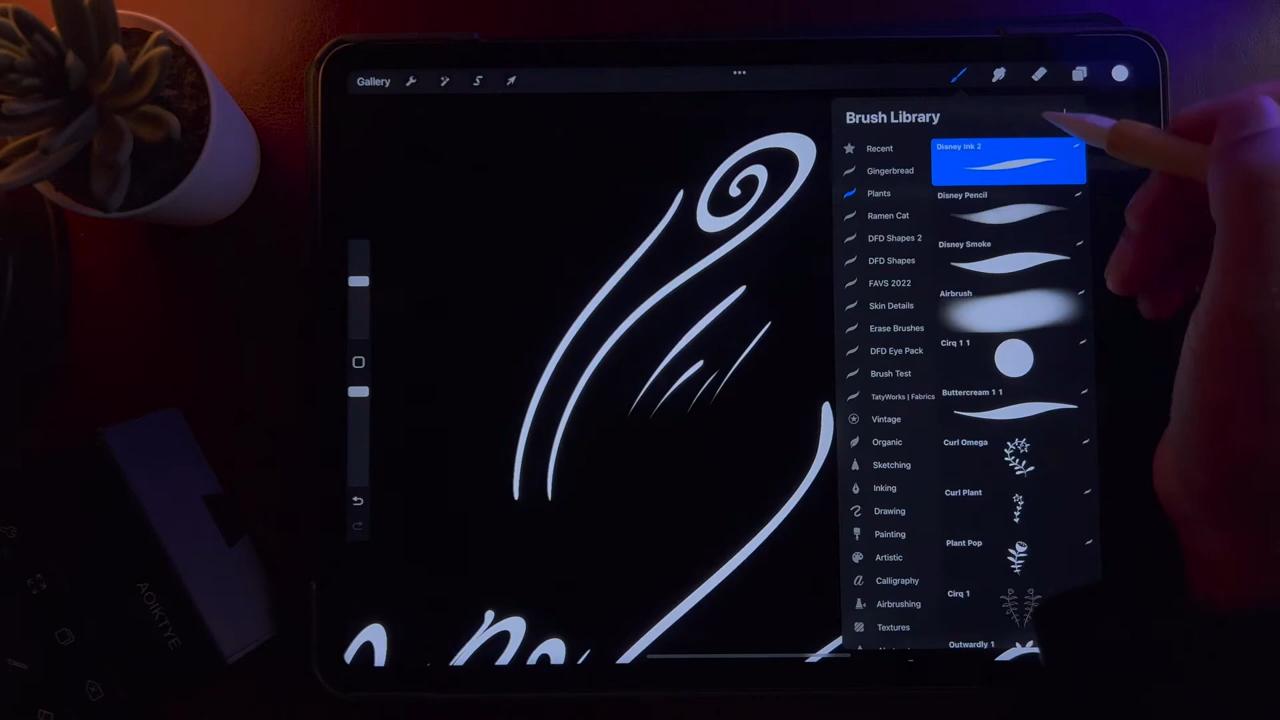 Gallery
Brush Library
Recent
Gingerbread
Plants
Ramen Cat
DFD Shapes 2
DFD Shapes
FAVS 2022
Skin Details
Erase Brushes
DFD Eye Pack
Brush Test
TatyWorks | Fabrics
Vintage
Organic
Sketching
Inking
Drawing
Painting
Artistic
Calligraphy
Airbrushing
Textures
Disney Ink 2
Disney Pencil
Disney Smoke
Airbrush
Cirq 1 1
Buttercream 1 1
Curl Omega
Curl Plant
Plant Pop
Cirq 1
Outwardly 1
AOIKTYE